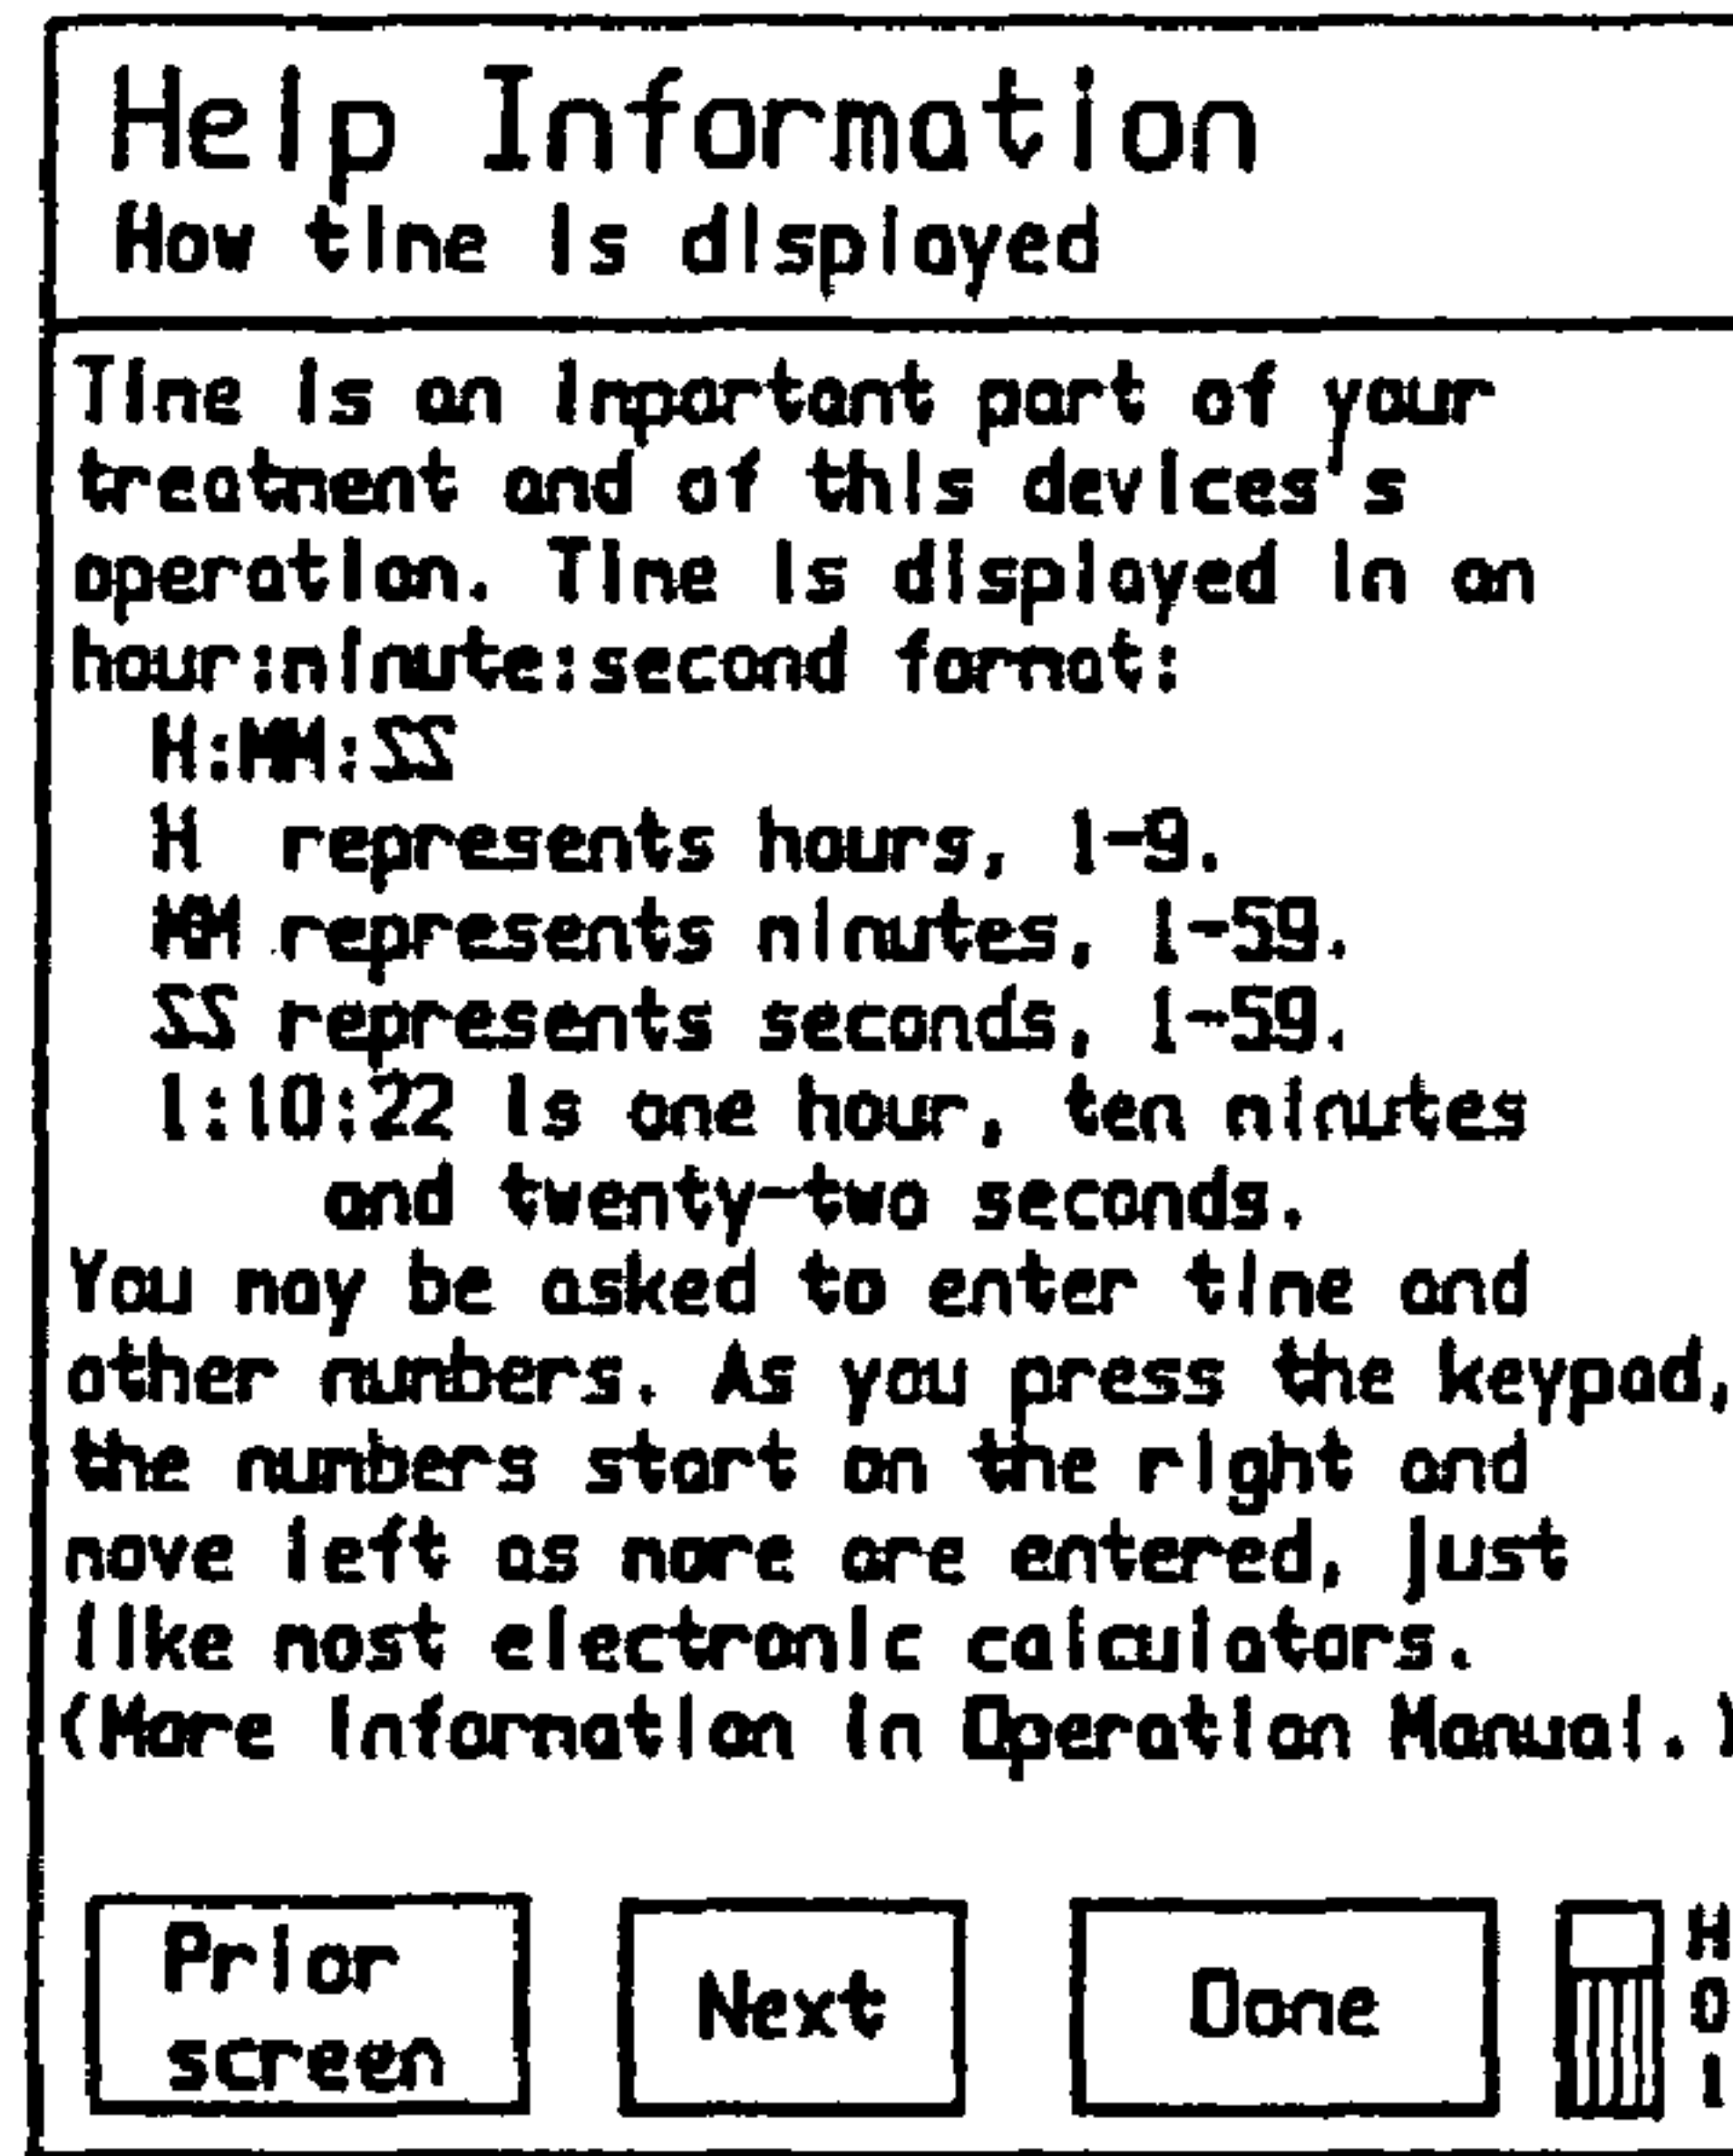 Help Information
How time is displayed
Time is an important part of your
treatment and of this devices's
operation. Time is displayed in an
hour:minute:second format:
H:MM:SS
H represents hours, 1-9.
MM represents minutes, 1-59.
SS represents seconds, 1-59.
1:10:22 is one hour, ten minutes
and twenty-two seconds.
You may be asked to enter time and
other numbers. As you press the keypad,
the numbers start on the right and
move left as more are entered, just
like most electronic calculators.
(More information in Operation Manual.)
Prior
screen
Next
Done
H
0
1